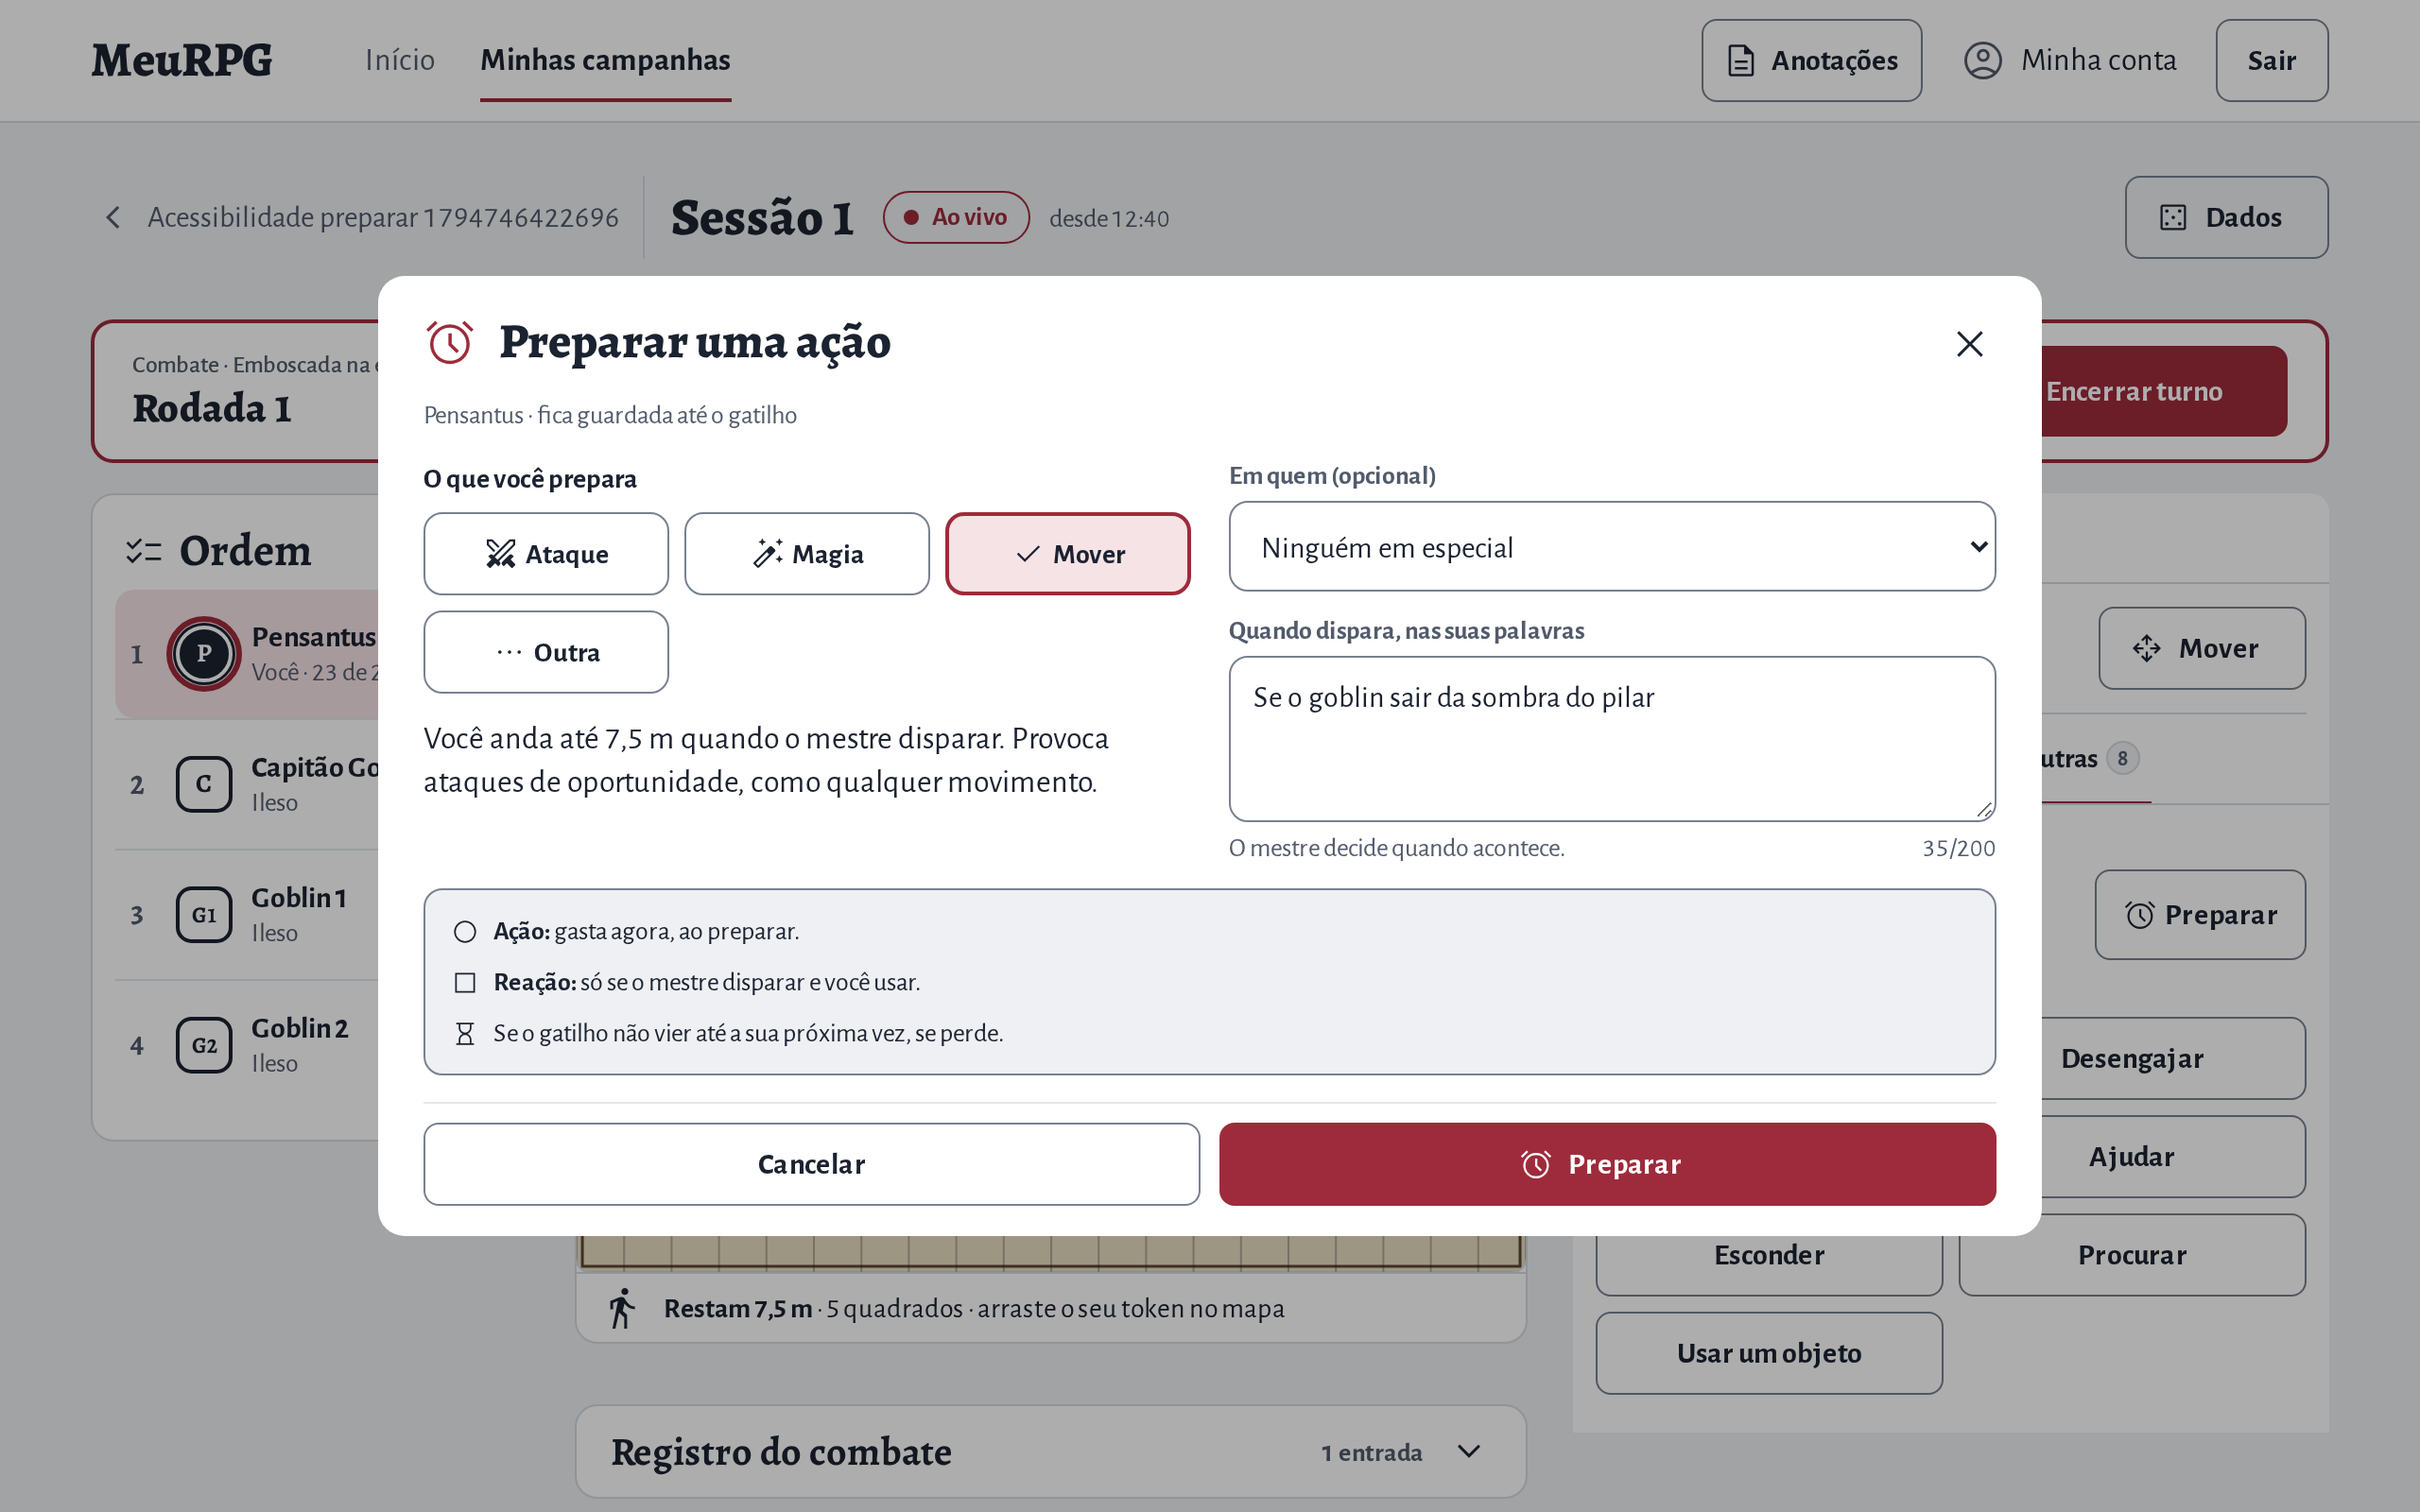 MeuRPG
Início
Minhas campanhas
Anotações
Minha conta
Sair
Acessibilidade preparar 1794746422696
Sessão 1
Ao vivo
desde 12:40
Dados
Combate · Emboscada na
Rodada 1
Encerrar turno
Preparar uma ação
Pensantus · fica guardada até o gatilho
O que você prepara
Ataque
Magia
Mover
Outra
Você anda até 7,5 m quando o mestre disparar. Provoca
ataques de oportunidade, como qualquer movimento.
Em quem (opcional)
Ninguém em especial
Quando dispara, nas suas palavras
Se o goblin sair da sombra do pilar
O mestre decide quando acontece.
35/200
Ação: gasta agora, ao preparar.
Reação: só se o mestre disparar e você usar.
Se o gatilho não vier até a sua próxima vez, se perde.
Cancelar
Preparar
Ordem
1
P
Pensantus
Você · 23 de
2
C
Capitão Go
Ileso
3
G1
Goblin 1
Ileso
4
G2
Goblin 2
Ileso
Mover
utras 8
Preparar
Desengajar
Ajudar
Esconder
Procurar
Usar um objeto
Restam 7,5 m · 5 quadrados · arraste o seu token no mapa
Registro do combate
1 entrada